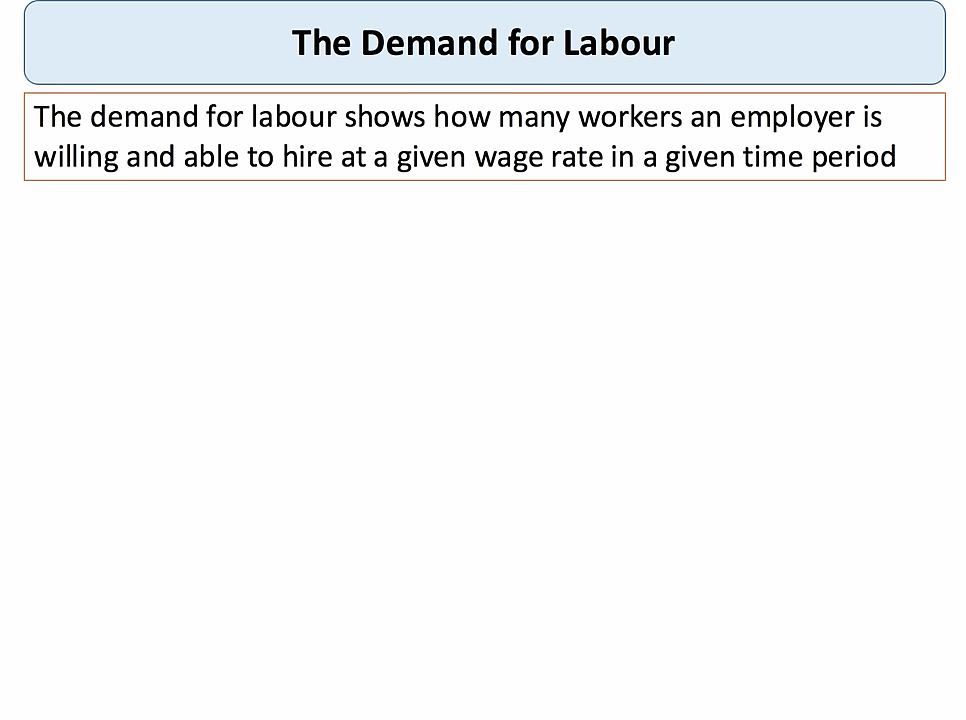 The Demand for Labour
The demand for labour shows how many workers an employer is
willing and able to hire at a given wage rate in a given time period